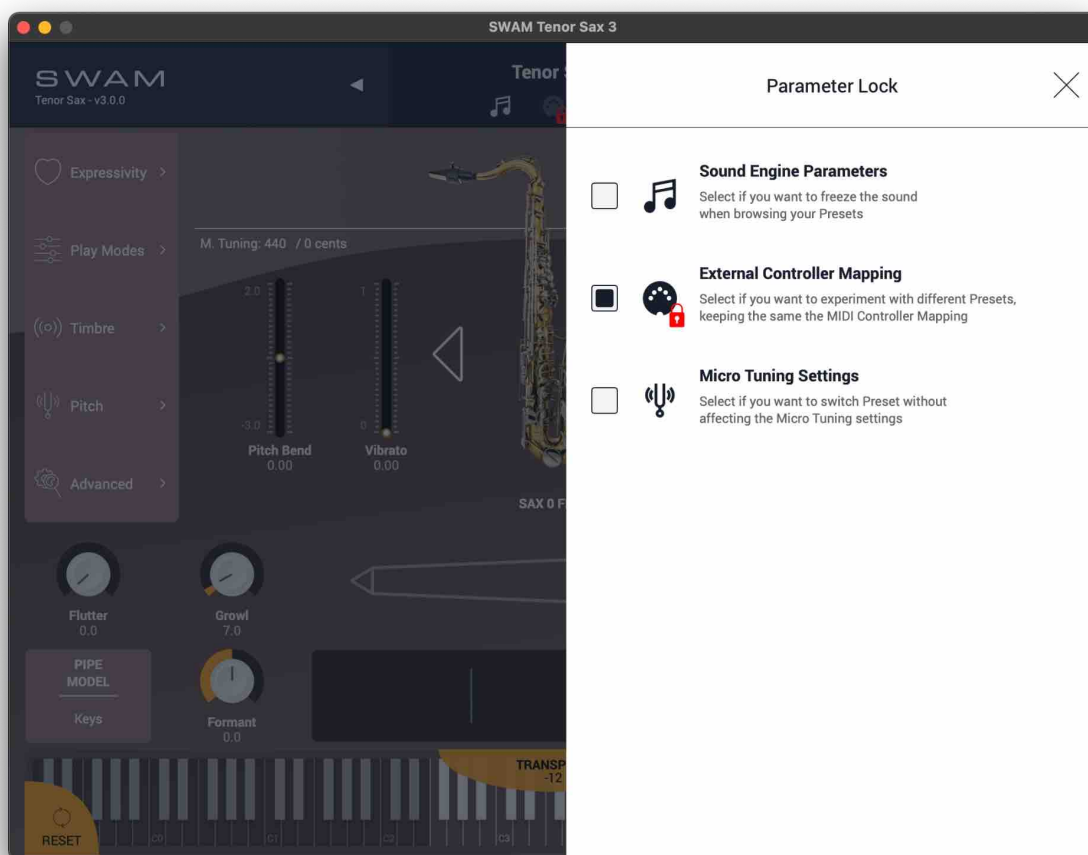 SWAM Tenor Sax 3
SWAM
Tenor Sax - v3.0.0
Tenor
Expressivity
Play Modes
Timbre
Pitch
Advanced
M. Tuning: 440 / 0 cents
2.0
1
-3.0
0
Pitch Bend
Vibrato
0.00
0.00
SAX 0 F
Flutter
0.0
Growl
7.0
PIPE
MODEL
Keys
Formant
0.0
TRANSP
-12
RESET
C0
C1
C2
C3
Parameter Lock
Sound Engine Parameters
Select if you want to freeze the sound
when browsing your Presets
External Controller Mapping
Select if you want to experiment with different Presets,
keeping the same the MIDI Controller Mapping
Micro Tuning Settings
Select if you want to switch Preset without
affecting the Micro Tuning settings